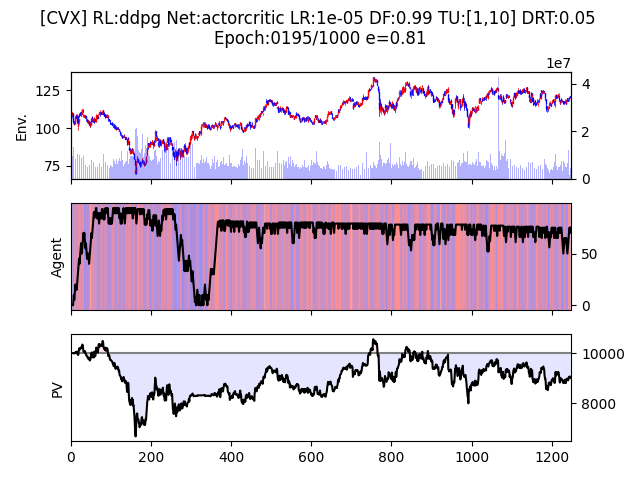 [CVX] RL:ddpg Net:actorcritic LR:1e-05 DF:0.99 TU:[1,10] DRT:0.05
Epoch:0195/1000 e=0.81
1e7
125
100
75
Env.
4
2
0
Agent
50
0
PV
10000
8000
0 200 400 600 800 1000 1200